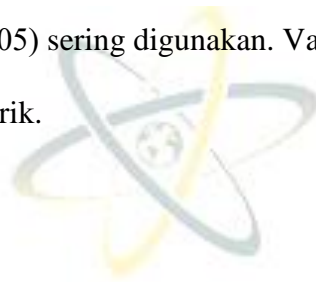 05) sering digunakan. Va
rik.